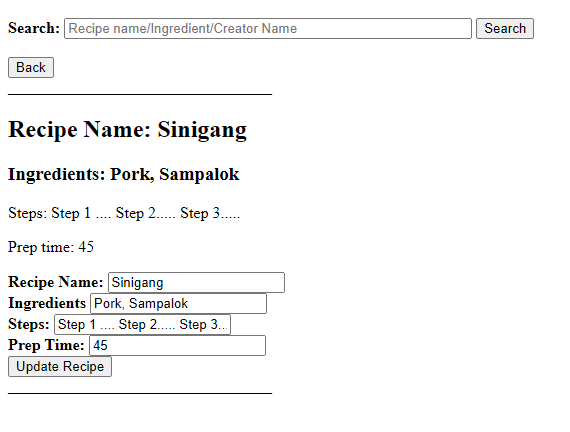 Search: Recipe name/Ingredient/Creator Name Search
Back
Recipe Name: Sinigang
Ingredients: Pork, Sampalok
Steps: Step 1 .... Step 2..... Step 3.....
Prep time: 45
Recipe Name: Sinigang
Ingredients Pork, Sampalok
Steps: Step 1 .... Step 2..... Step 3...
Prep Time: 45
Update Recipe